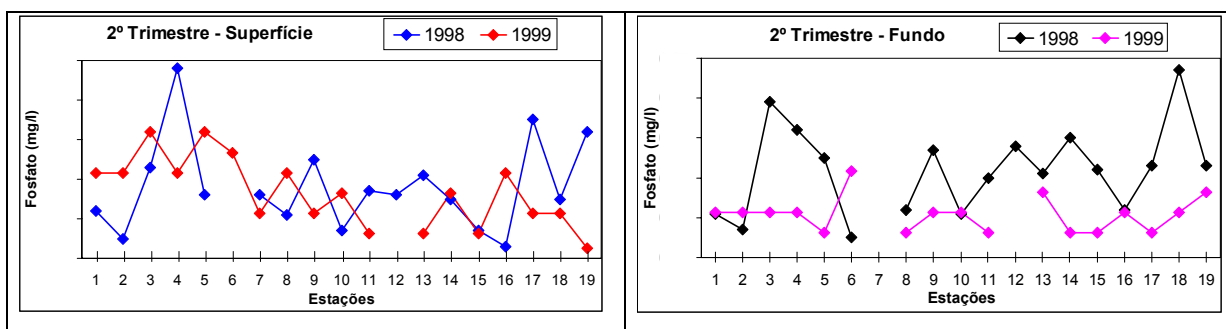 2º Trimestre - Superfície
1998
1999
Fosfato (mg/l)
1 2 3 4 5 6 7 8 9 10 11 12 13 14 15 16 17 18 19
Estações
2º Trimestre - Fundo
1998
1999
Fosfato (mg/l)
1 2 3 4 5 6 7 8 9 10 11 12 13 14 15 16 17 18 19
Estações